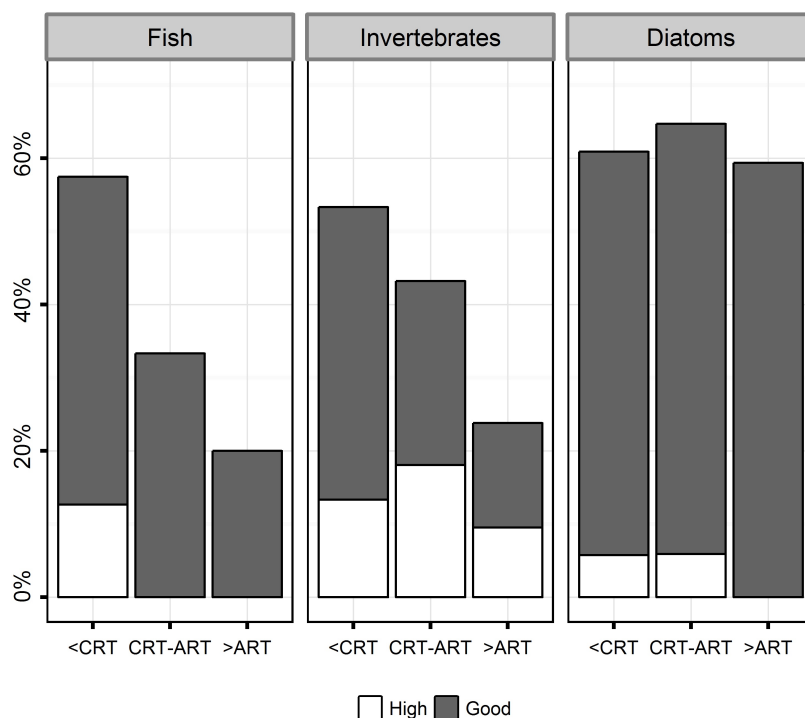 Fish Invertebrates Diatoms
60%
40%
20%
0%
<CRT CRT-ART >ART <CRT CRT-ART >ART <CRT CRT-ART >ART
High Good